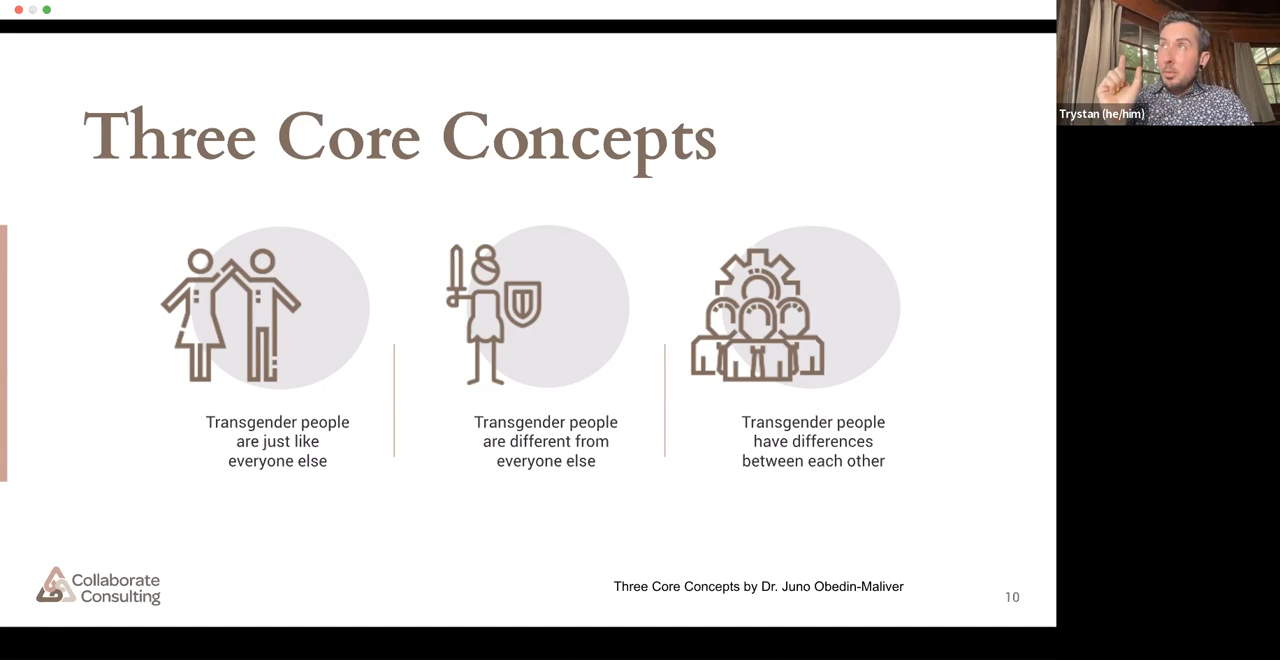 Three Core Concepts
Transgender people
are just like
everyone else
Transgender people
are different from
everyone else
Transgender people
have differences
between each other
Collaborate
Consulting
Three Core Concepts by Dr. Juno Obedin-Maliver
10
Trystan (he/him)